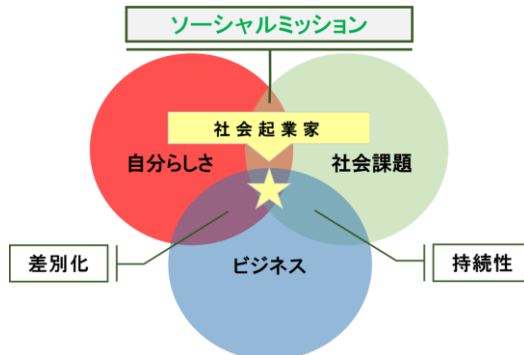 ソーシャルミッション
社会起業家
自分らしさ
社会課題
差別化
ビジネス
持続性